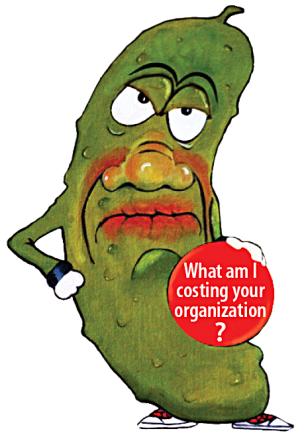 What am I
costing your
organization
?